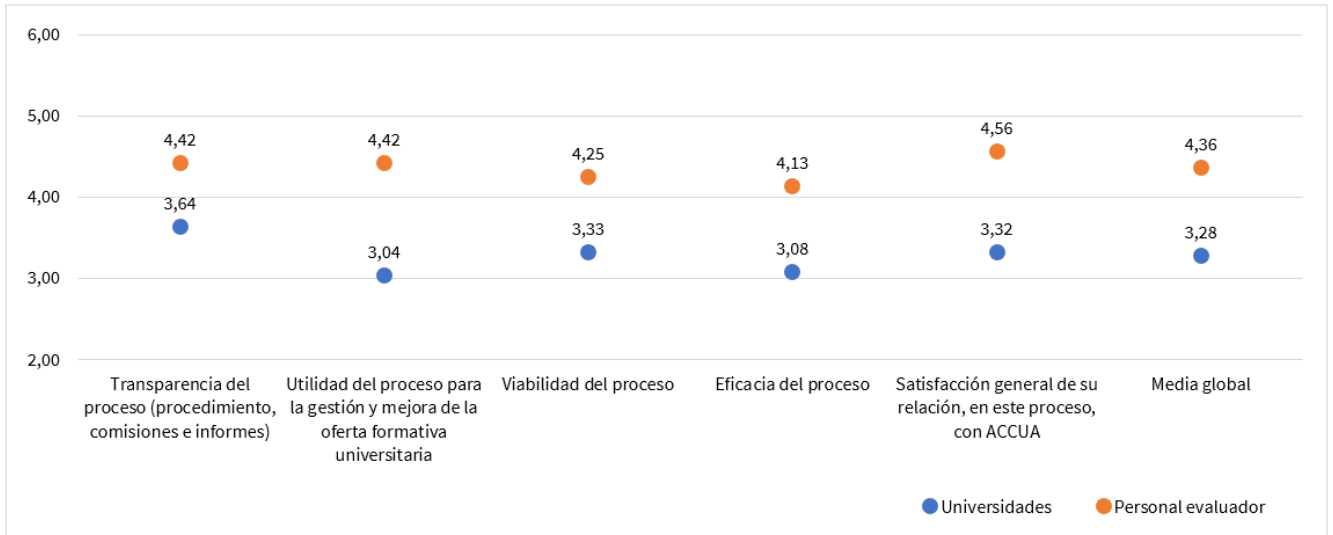 6,00
5,00
4,00
3,00
2,00
4,42
4,42
4,25
4,13
4,56
4,36
3,64
3,04
3,33
3,08
3,32
3,28
Transparencia del
proceso (procedimiento,
comisiones e informes)
Utilidad del proceso para
la gestión y mejora de la
oferta formativa
universitaria
Viabilidad del proceso
Eficacia del proceso
Satisfacción general de su
relación, en este proceso,
con ACCUA
Media global
Universidades
Personal evaluador